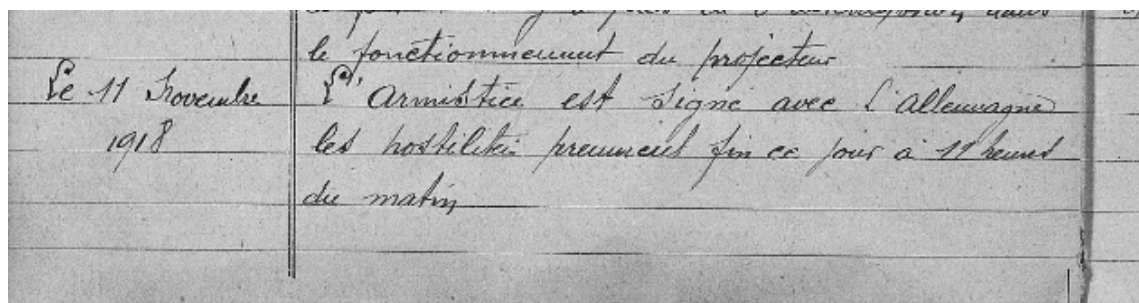 le fonctionnement du projecteur
Le 11 Novembre L'armistice est signé avec l'allemagne
1918 les hostilités prennent fin ce jour à 11 heures
du matin